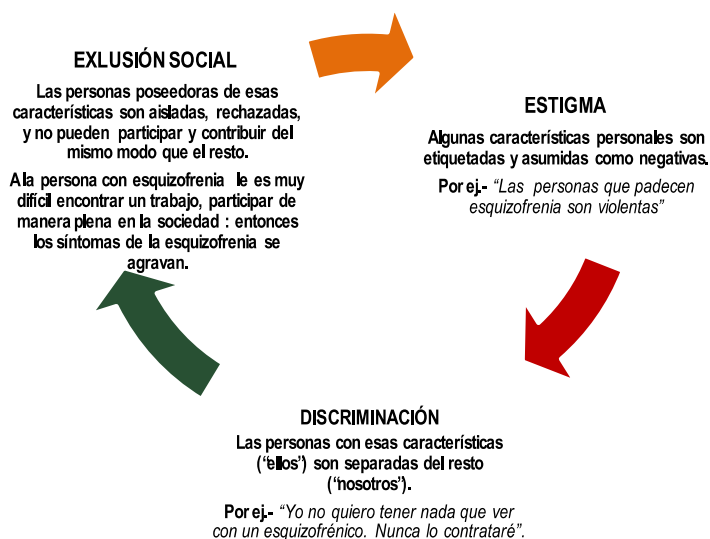 EXLUSIÓN SOCIAL
Las personas poseedoras de esas
características son aisladas, rechazadas,
y no pueden participar y contribuir del
mismo modo que el resto.
A la persona con esquizofrenia le es muy
difícil encontrar un trabajo, participar de
manera plena en la sociedad : entonces
los síntomas de la esquizofrenia se
agravan.
ESTIGMA
Algunas características personales son
etiquetadas y asumidas como negativas.
Por ej.- “Las personas que padecen
esquizofrenia son violentas”
DISCRIMINACIÓN
Las personas con esas características
(“ellos”) son separadas del resto
(“nosotros”).
Por ej.- “Yo no quiero tener nada que ver
con un esquizofrénico. Nunca lo contrataré”.